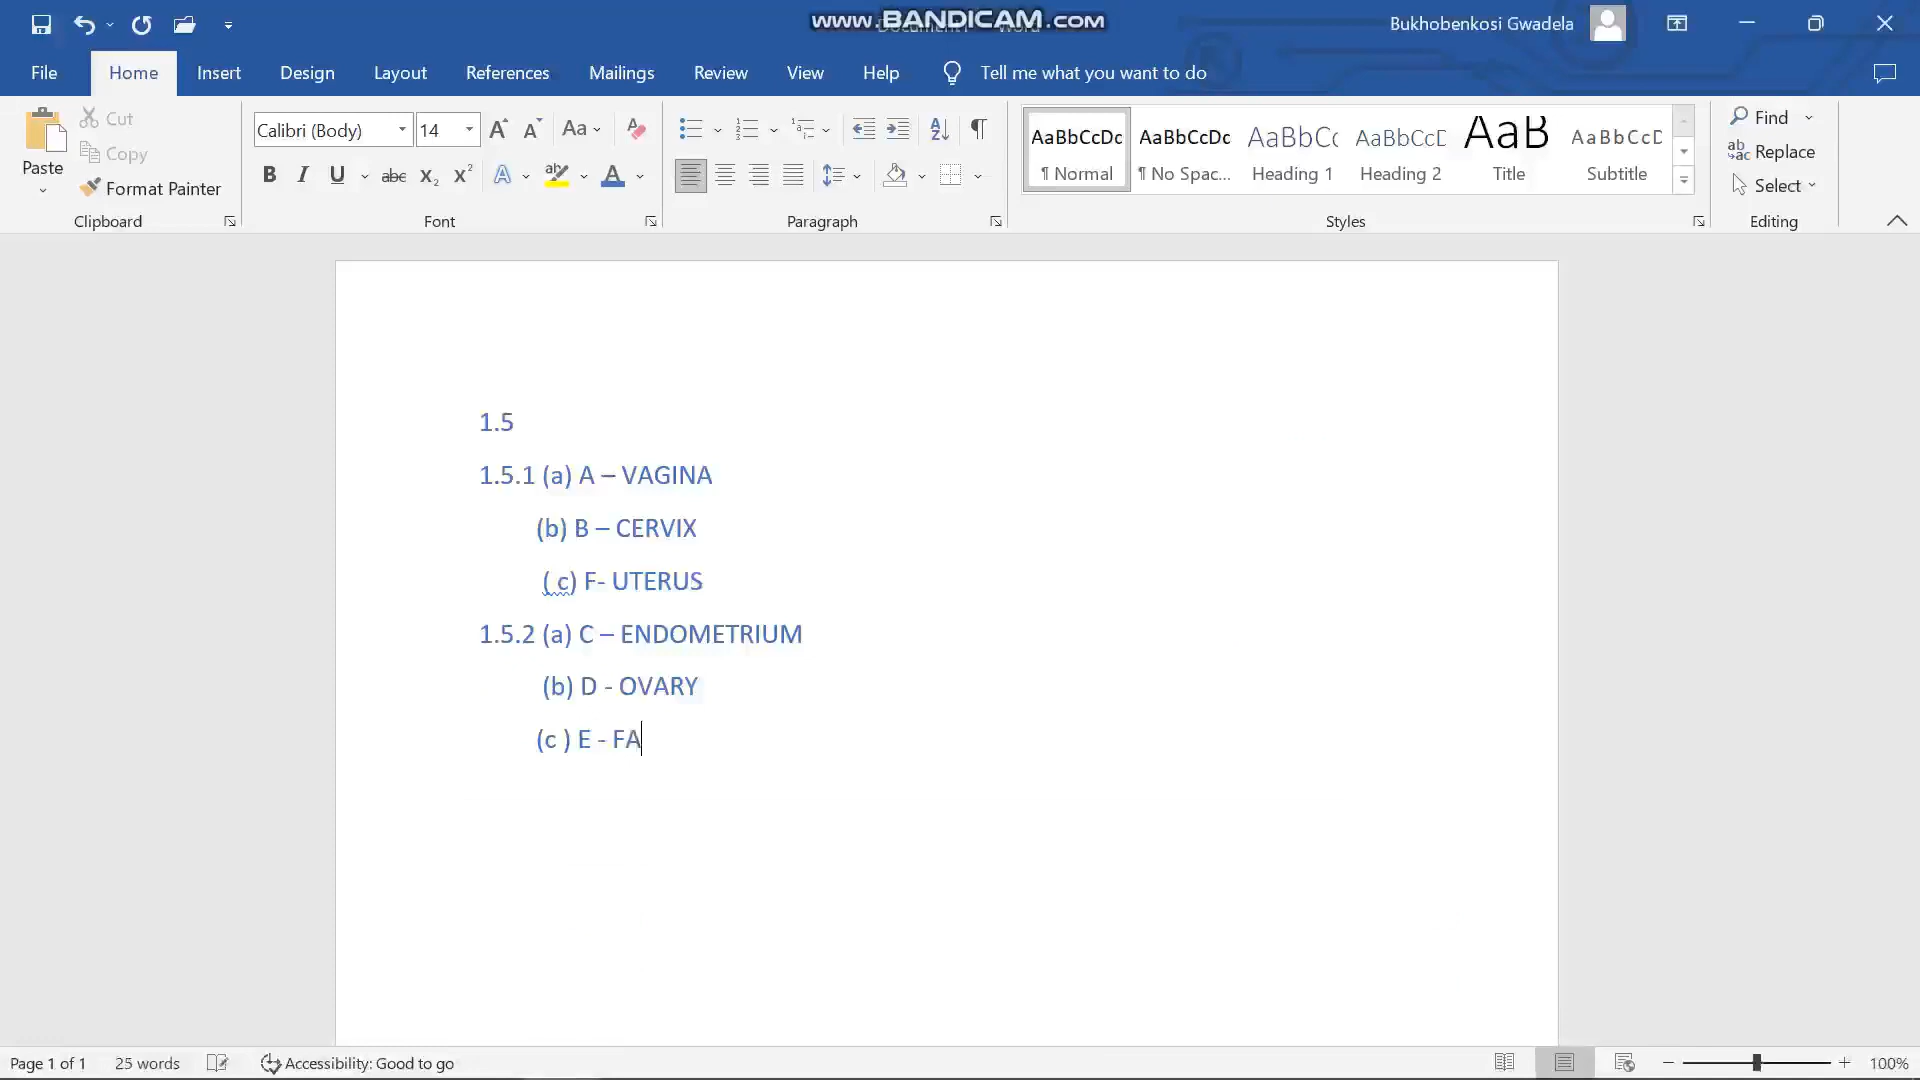 www.BANDICAM.com
Bukhobenkosi Gwadela
File Home Insert Design Layout References Mailings Review View Help Tell me what you want to do
Paste
Cut
Copy
Format Painter
Clipboard
Calibri (Body) 14
Font
Paragraph
AaBbCcDc AaBbCcDc AaBbCc AaBbCcD AaB AaBbCcD
¶ Normal ¶ No Spac... Heading 1 Heading 2 Title Subtitle
Styles
Find
Replace
Select
Editing
1.5
1.5.1 (a) A – VAGINA
(b) B – CERVIX
( c) F- UTERUS
1.5.2 (a) C – ENDOMETRIUM
(b) D - OVARY
(c ) E - FA
Page 1 of 1 25 words Accessibility: Good to go 100%